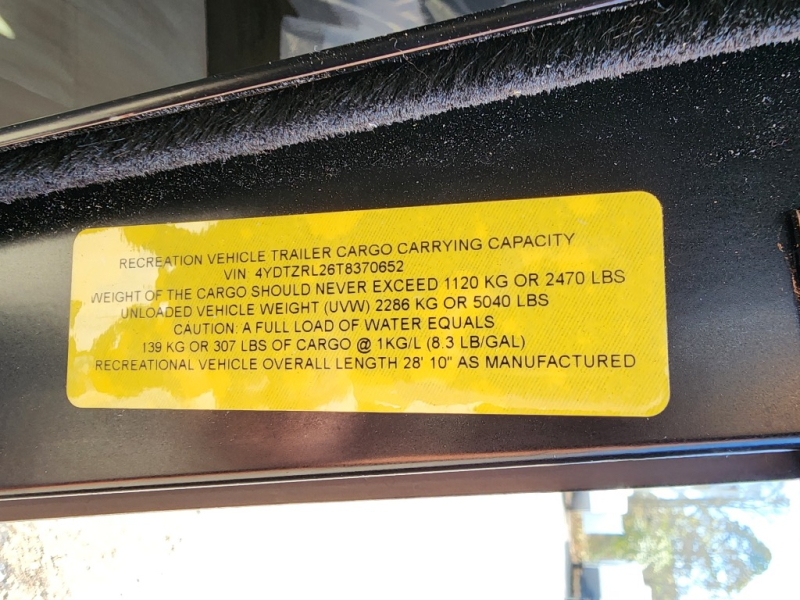 RECREATION VEHICLE TRAILER CARGO CARRYING CAPACITY
VIN: 4YDTZRL26T8370652
WEIGHT OF THE CARGO SHOULD NEVER EXCEED 1120 KG OR 2470 LBS
UNLOADED VEHICLE WEIGHT (UVW) 2286 KG OR 5040 LBS
CAUTION: A FULL LOAD OF WATER EQUALS
139 KG OR 307 LBS OF CARGO @ 1KG/L (8.3 LB/GAL)
RECREATIONAL VEHICLE OVERALL LENGTH 28' 10" AS MANUFACTURED